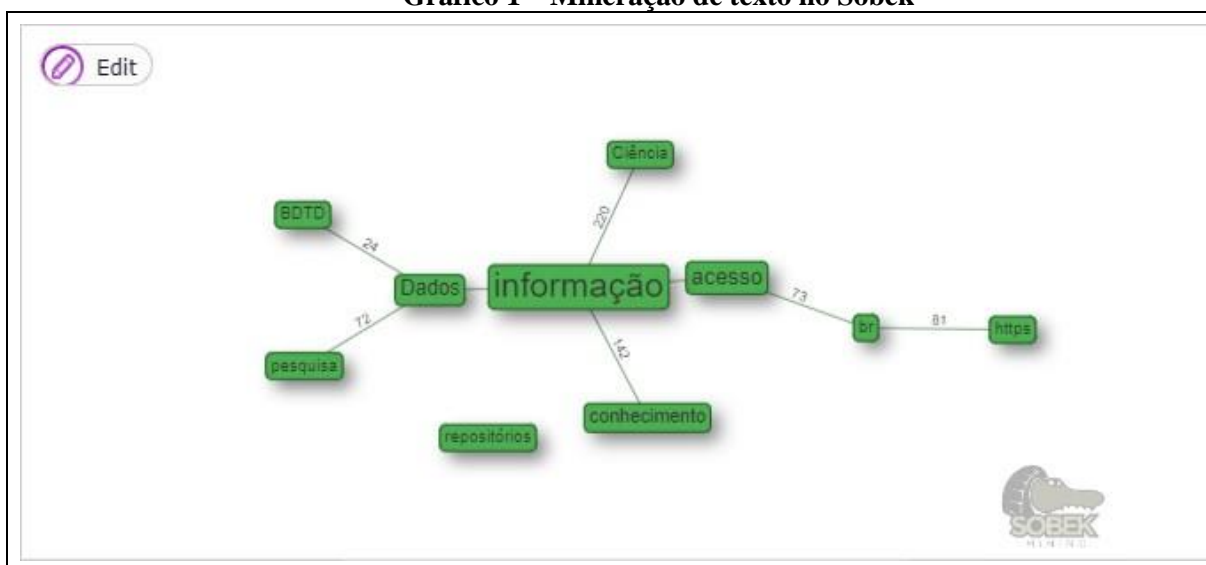 Gráfico 1 – Mineração de texto no Sobek
Edit
Ciência
BDTD
220
24
Dados
informação
acesso
73
br
81
https
72
142
pesquisa
conhecimento
repositórios
SOBEK
MINING